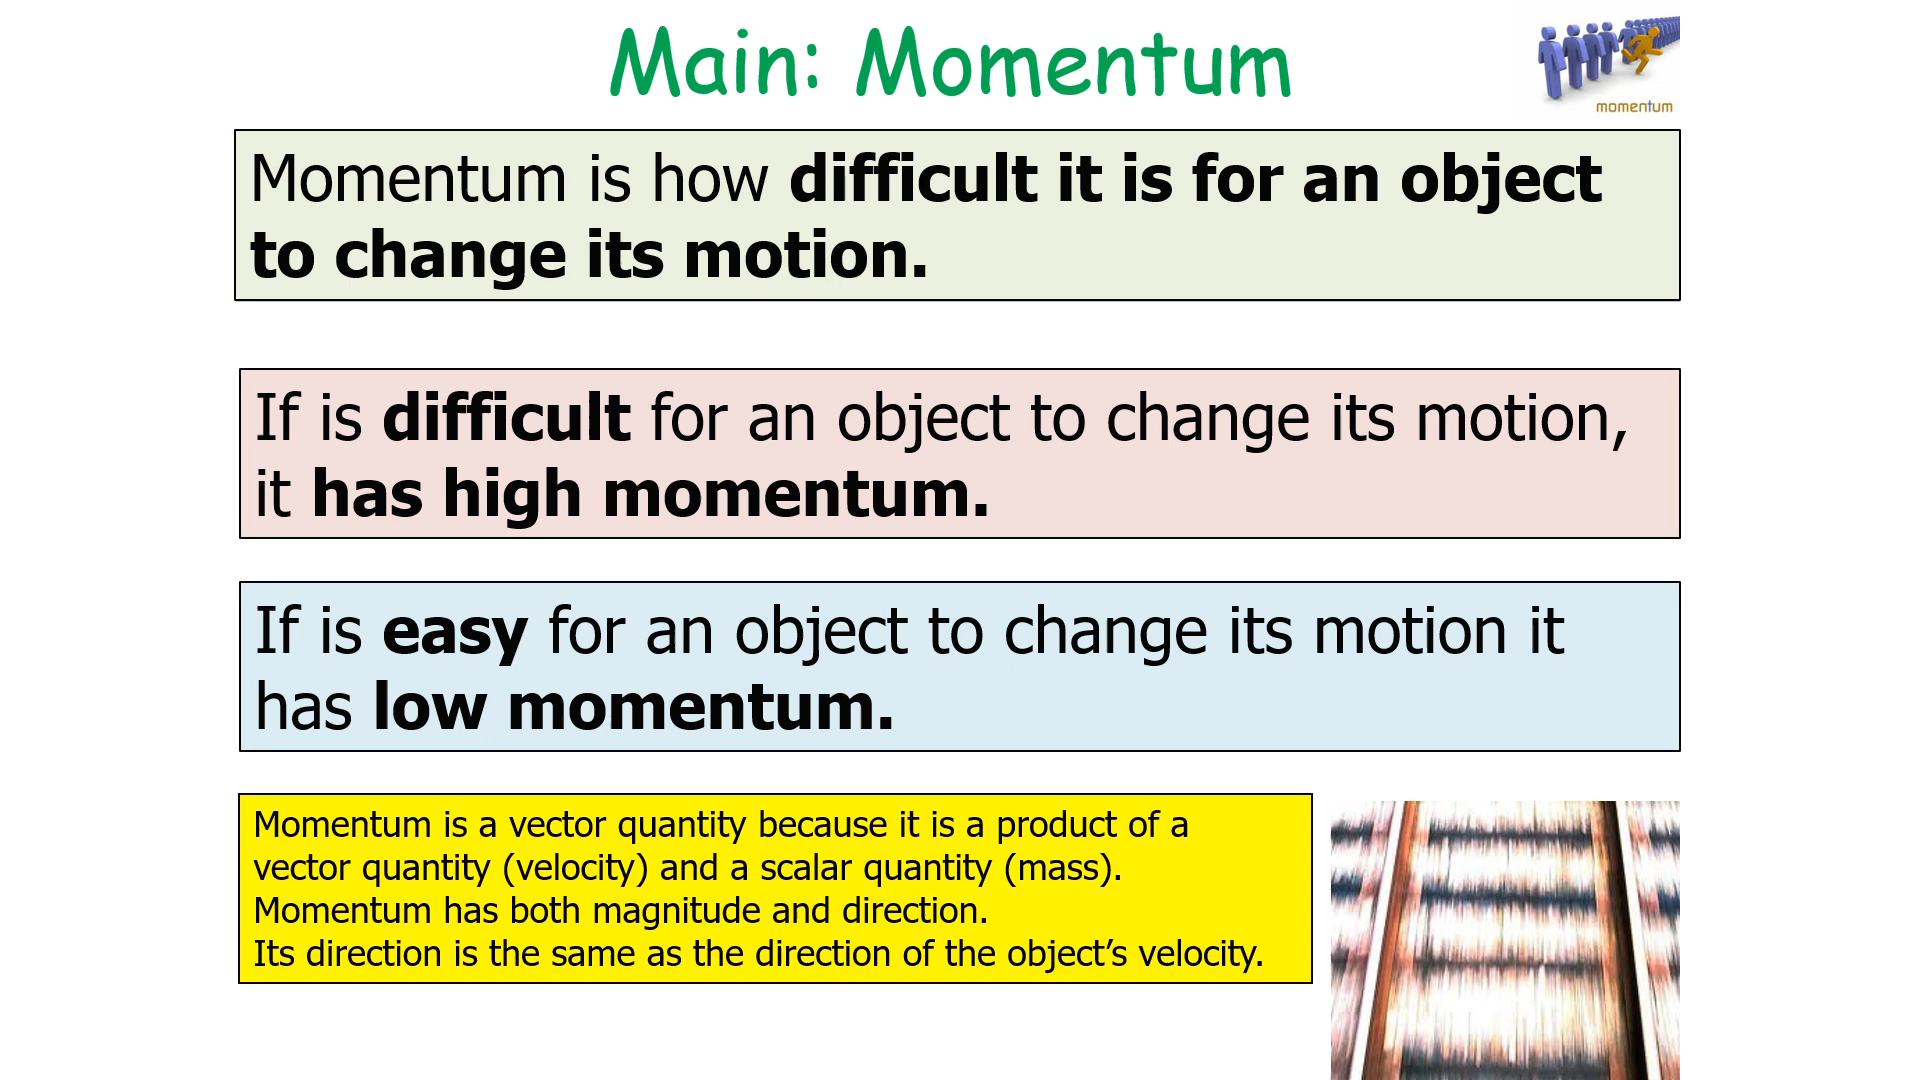 Main: Momentum
momentum
Momentum is how difficult it is for an object
to change its motion.
If is difficult for an object to change its motion,
it has high momentum.
If is easy for an object to change its motion it
has low momentum.
Momentum is a vector quantity because it is a product of a
vector quantity (velocity) and a scalar quantity (mass).
Momentum has both magnitude and direction.
Its direction is the same as the direction of the object’s velocity.